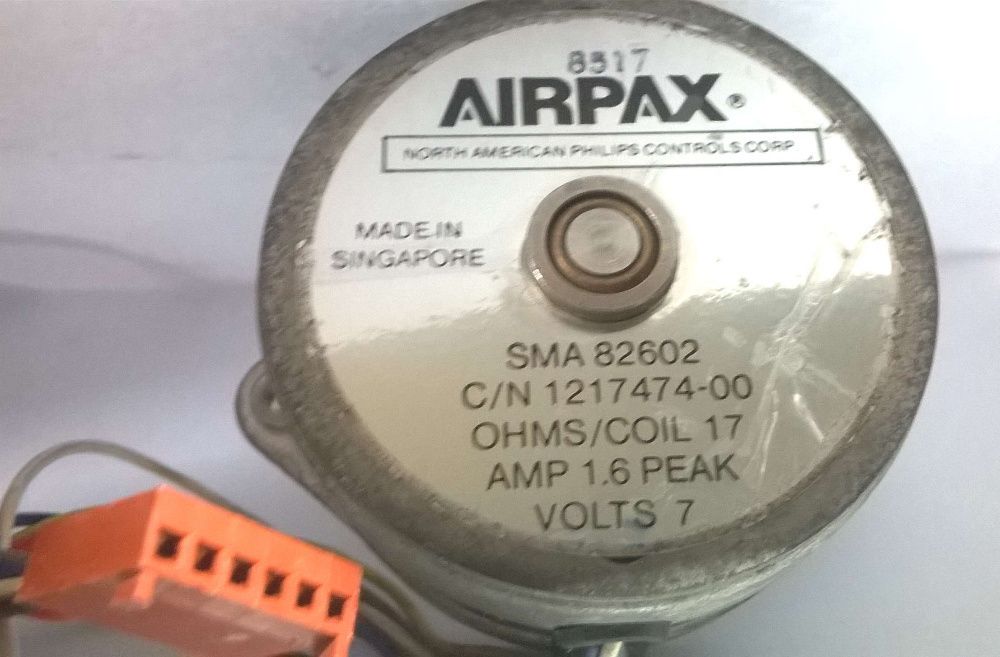 8517
AIRPAX®
NORTH AMERICAN PHILIPS CONTROLS CORP
MADE IN
SINGAPORE
SMA 82602
C/N 1217474-00
OHMS/COIL 17
AMP 1.6 PEAK
VOLTS 7